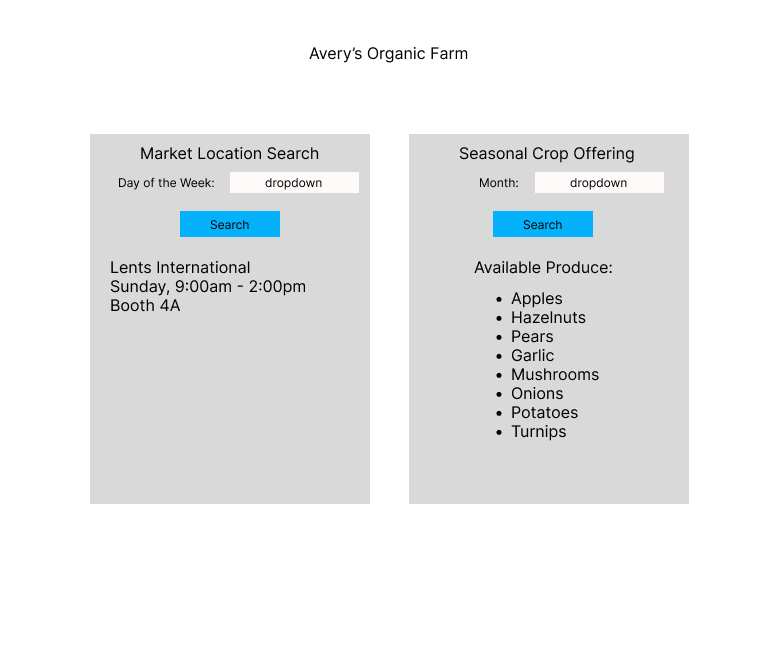 Avery’s Organic Farm
Market Location Search
Day of the Week:
dropdown
Search
Lents International
Sunday, 9:00am - 2:00pm
Booth 4A
Seasonal Crop Offering
Month:
dropdown
Search
Available Produce:
• Apples
• Hazelnuts
• Pears
• Garlic
• Mushrooms
• Onions
• Potatoes
• Turnips